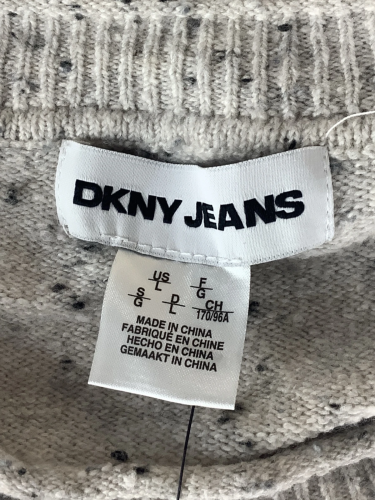 DKNY JEANS
US F
L G
S D CH
G L 170/96A
MADE IN CHINA
FABRIQUÉ EN CHINE
HECHO EN CHINA
GEMAAKT IN CHINA